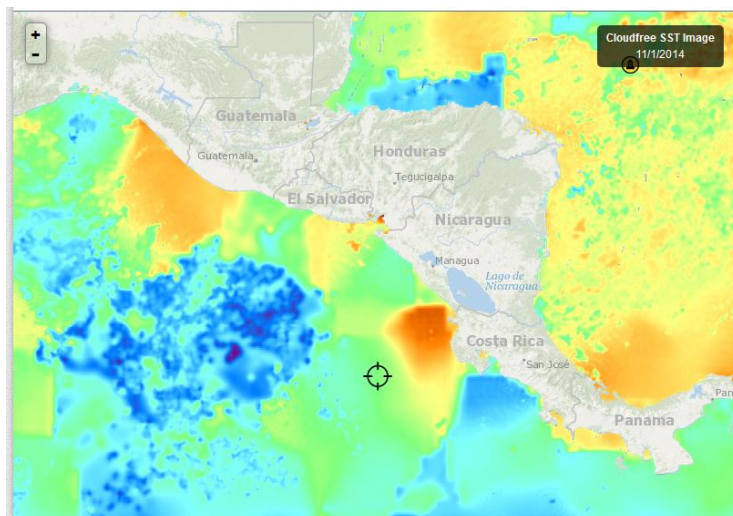 +
-
Cloudfree SST Image
11/1/2014
Guatemala
Guatemala
Honduras
Tegucigalpa
El Salvador
Nicaragua
Managua
Lago de
Nicaragua
Costa Rica
San José
Panama
Pan